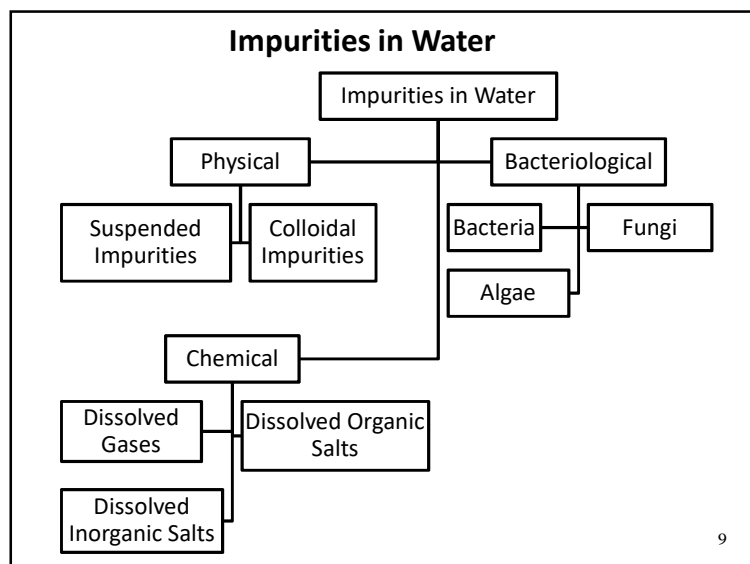 Impurities in Water
Impurities in Water
Physical
Bacteriological
Suspended
Impurities
Colloidal
Impurities
Bacteria
Fungi
Algae
Chemical
Dissolved
Gases
Dissolved Organic
Salts
Dissolved
Inorganic Salts
9